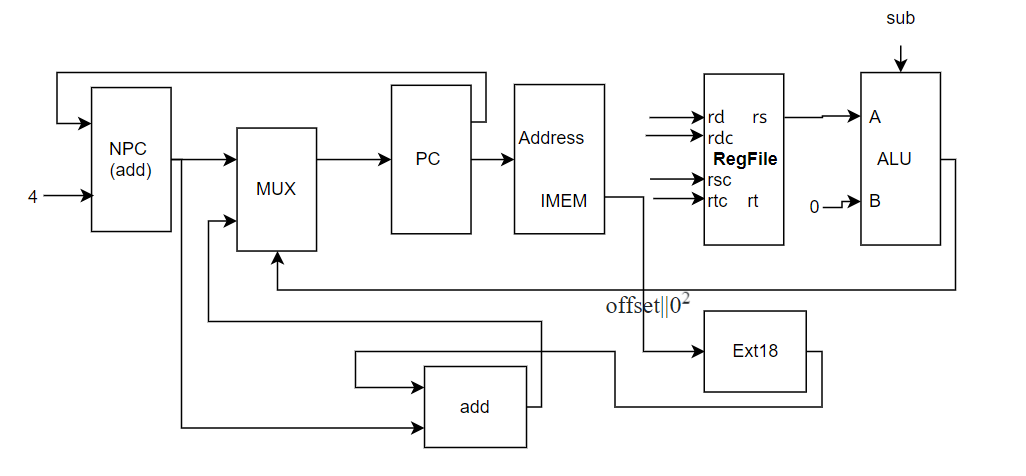 sub
NPC
(add)
4
MUX
PC
Address
IMEM
rd rs
rdc
RegFile
rsc
rtc rt
A
ALU
0 B
offset||0²
Ext18
add